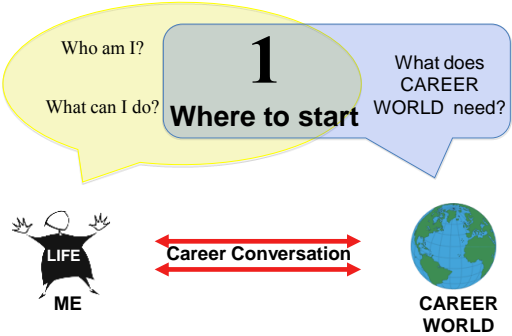 Who am I?
What can I do?
1
Where to start
What does
CAREER
WORLD need?
LIFE
ME
Career Conversation
CAREER
WORLD